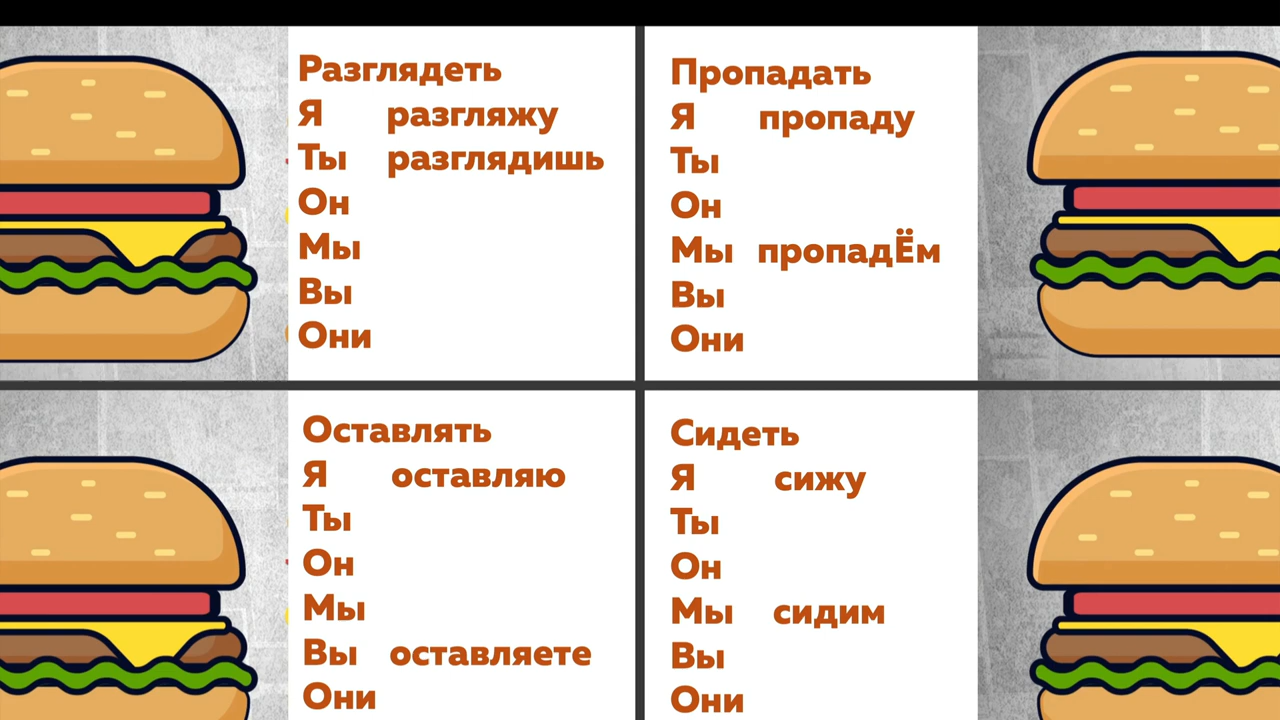 Разглядеть
Я разгляжу
Ты разглядишь
Он
Мы
Вы
Они
Пропадать
Я пропаду
Ты
Он
Мы пропадЁм
Вы
Они
Оставлять
Я оставляю
Ты
Он
Мы
Вы оставляете
Они
Сидеть
Я сижу
Ты
Он
Мы сидим
Вы
Они